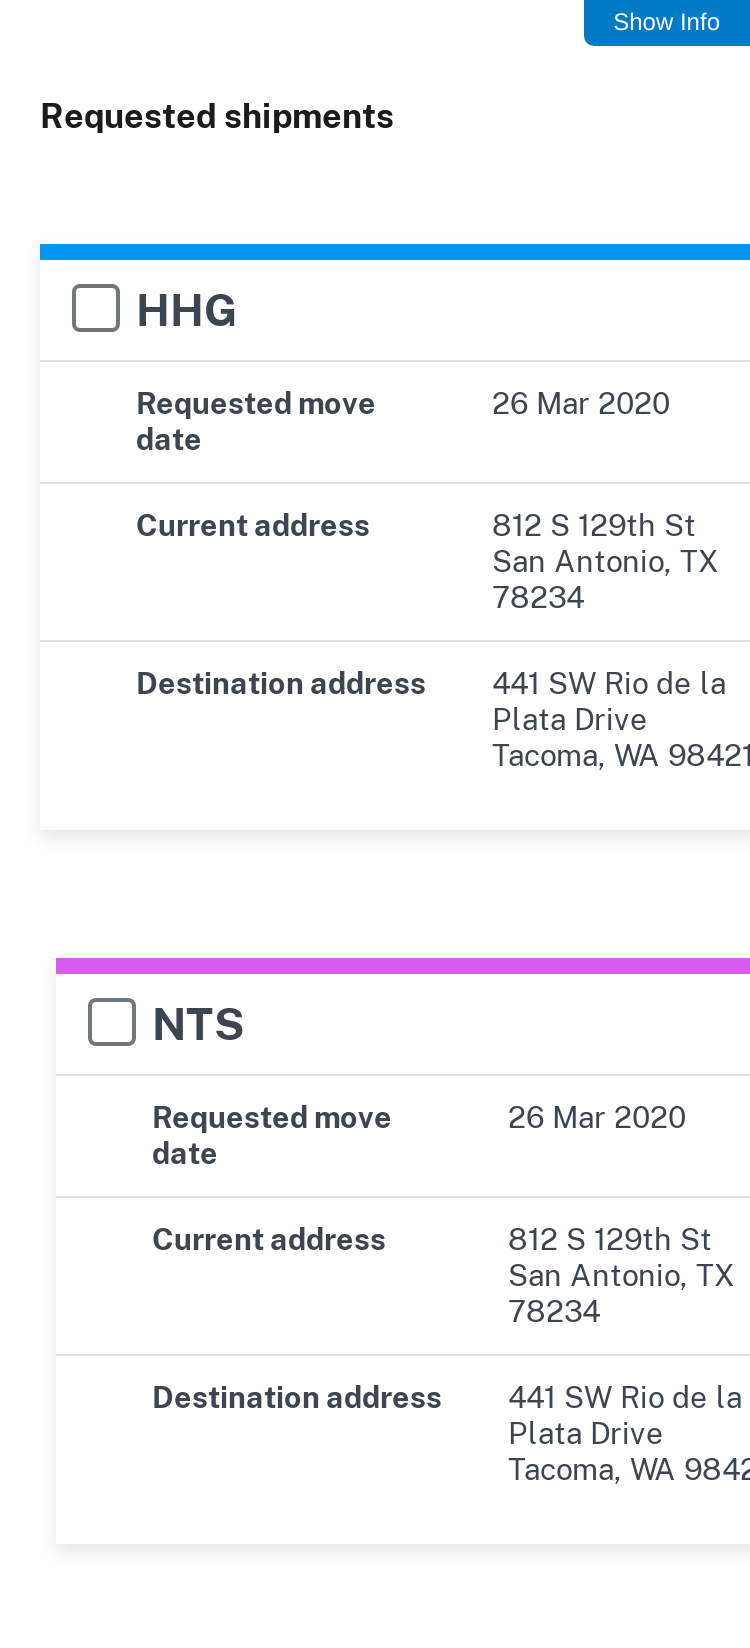 Show Info
Requested shipments
HHG
Requested move
date
26 Mar 2020
Current address
812 S 129th St
San Antonio, TX
78234
Destination address
441 SW Rio de la
Plata Drive
Tacoma, WA 98421
NTS
Requested move
date
26 Mar 2020
Current address
812 S 129th St
San Antonio, TX
78234
Destination address
441 SW Rio de la
Plata Drive
Tacoma, WA 9842